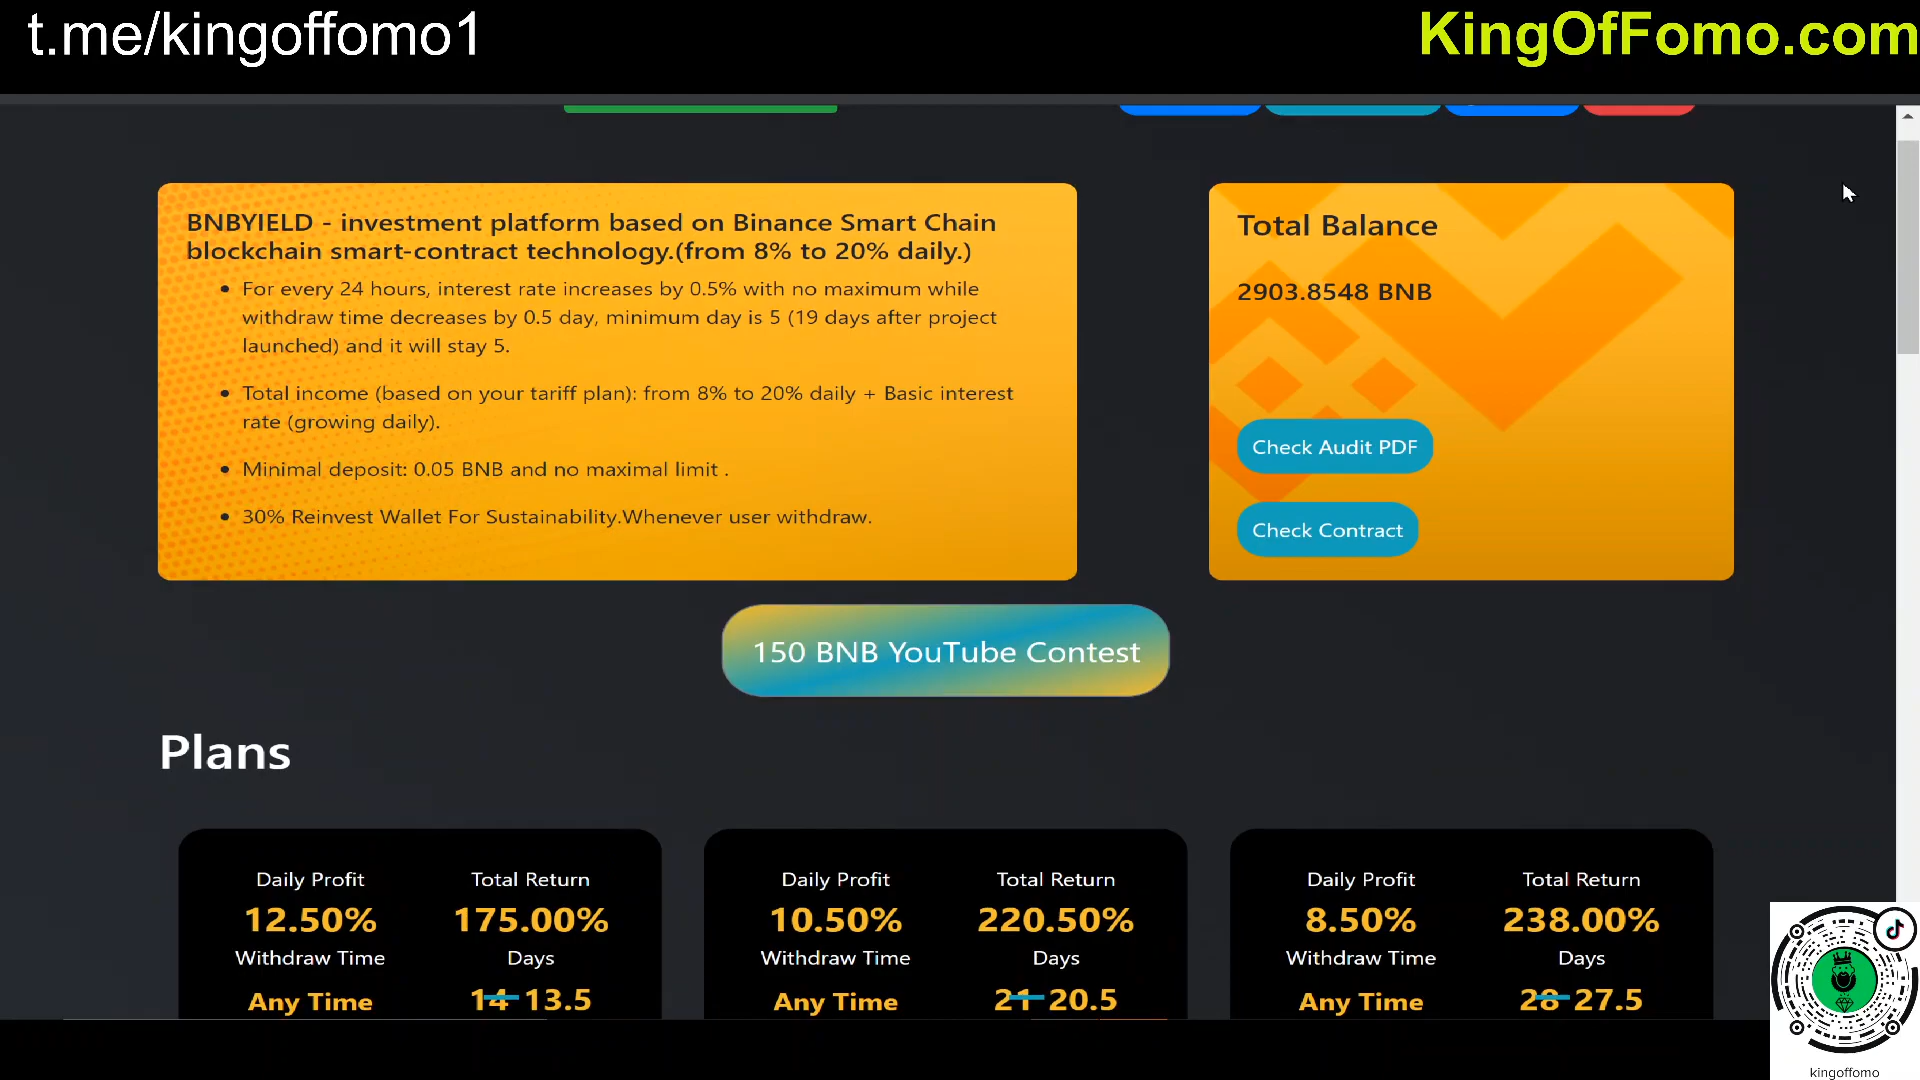 t.me/kingoffomo1
KingOfFomo.com
BNBYIELD - investment platform based on Binance Smart Chain
blockchain smart-contract technology.(from 8% to 20% daily.)
For every 24 hours, interest rate increases by 0.5% with no maximum while
withdraw time decreases by 0.5 day, minimum day is 5 (19 days after project
launched) and it will stay 5.
Total income (based on your tariff plan): from 8% to 20% daily + Basic interest
rate (growing daily).
Minimal deposit: 0.05 BNB and no maximal limit .
30% Reinvest Wallet For Sustainability.Whenever user withdraw.
Total Balance
2903.8548 BNB
Check Audit PDF
Check Contract
150 BNB YouTube Contest
Plans
Daily Profit Total Return
12.50% 175.00%
Withdraw Time Days
Any Time 14 13.5
Daily Profit Total Return
10.50% 220.50%
Withdraw Time Days
Any Time 21 20.5
Daily Profit Total Return
8.50% 238.00%
Withdraw Time Days
Any Time 28 27.5
kingoffomo